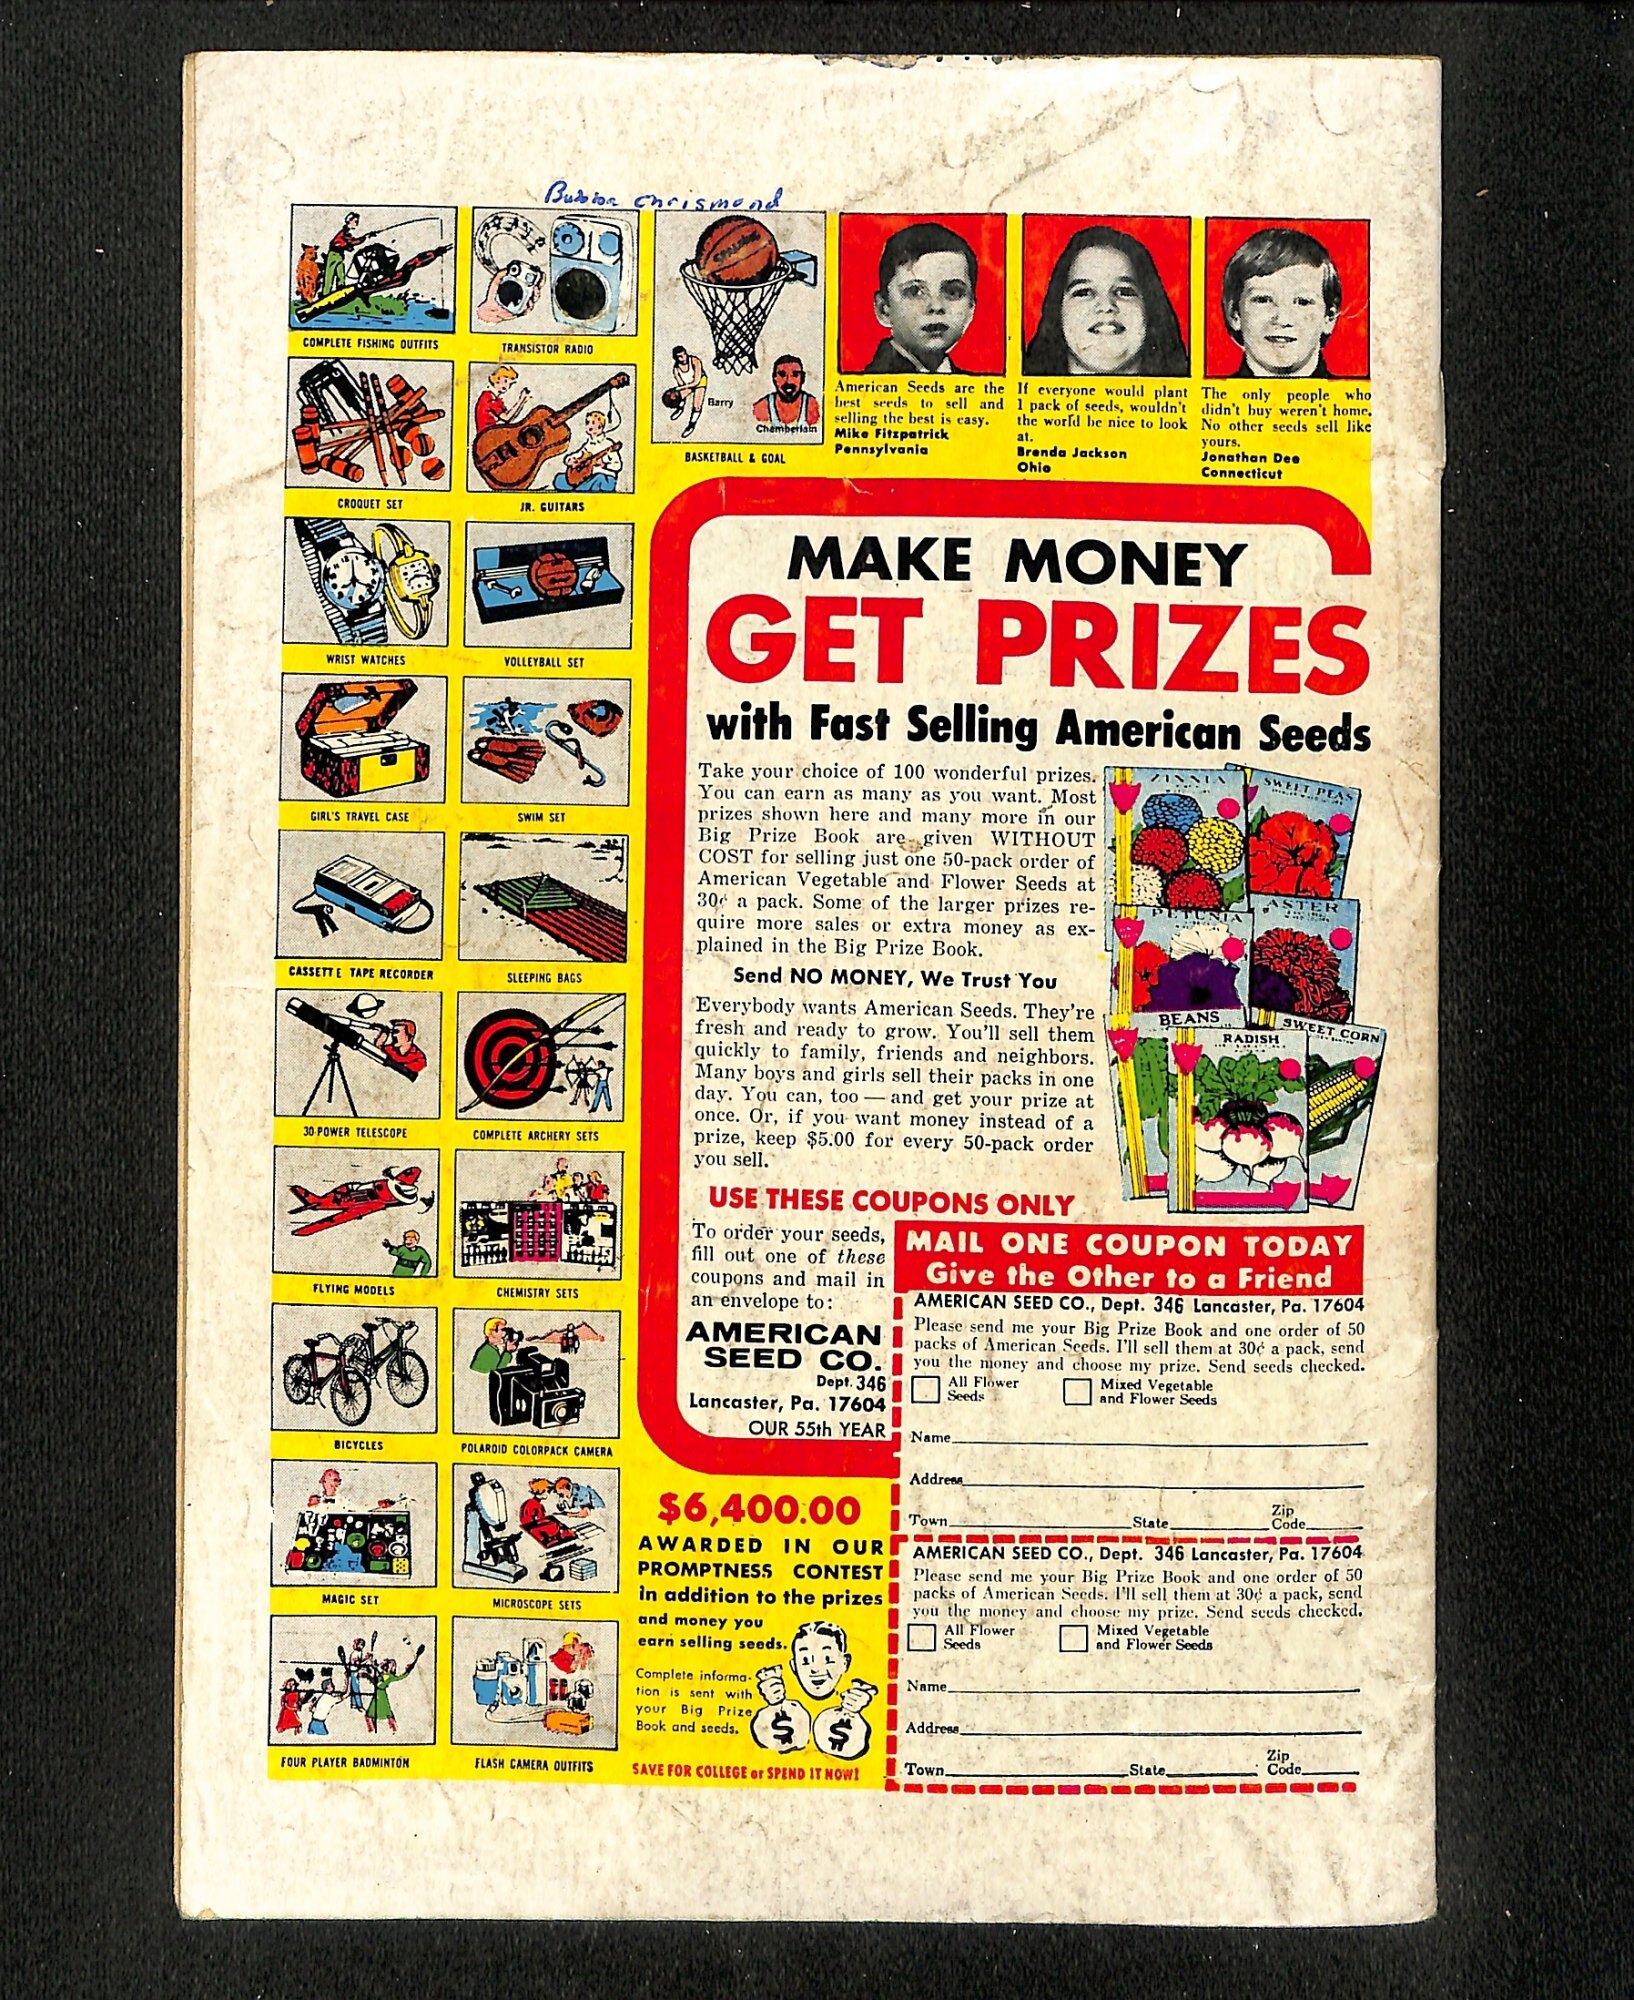 Chrismond
COMPLETE FISHING OUTFITS
TRANSISTOR RADIO
Barry
Chamberlain
BASKETBALL & GOAL
CROQUET SET
JR. GUITARS
WRIST WATCHES
VOLLEYBALL SET
GIRL'S TRAVEL CASE
SWIM SET
CASSETTE TAPE RECORDER
SLEEPING BAGS
30-POWER TELESCOPE
COMPLETE ARCHERY SETS
FLYING MODELS
CHEMISTRY SETS
BICYCLES
POLAROID COLORPACK CAMERA
MAGIC SET
MICROSCOPE SETS
FOUR PLAYER BADMINTON
FLASH CAMERA OUTFITS
American Seeds are the
best seeds to sell and
selling the best is easy.
Mike Fitzpatrick
Pennsylvania
If everyone would plant
1 pack of seeds, wouldn't
the world be nice to look
at.
Brenda Jackson
Ohio
The only people who
didn't buy weren't home.
No other seeds sell like
yours.
Jonathan Dee
Connecticut
MAKE MONEY
GET PRIZES
with Fast Selling American Seeds
Take your choice of 100 wonderful prizes.
You can earn as many as you want. Most
prizes shown here and many more in our
Big Prize Book are given WITHOUT
COST for selling just one 50-pack order of
American Vegetable and Flower Seeds at
30¢ a pack. Some of the larger prizes re-
quire more sales or extra money as ex-
plained in the Big Prize Book.
Send NO MONEY, We Trust You
Everybody wants American Seeds. They're
fresh and ready to grow. You'll sell them
quickly to family, friends and neighbors.
Many boys and girls sell their packs in one
day. You can, too — and get your prize at
once. Or, if you want money instead of a
prize, keep $5.00 for every 50-pack order
you sell.
ZINNIA
SWEET PEAS
PETUNIA
ASTER
BEANS
RADISH
SWEET CORN
USE THESE COUPONS ONLY
To order your seeds,
fill out one of these
coupons and mail in
an envelope to:
AMERICAN
SEED CO.
Dept. 346
Lancaster, Pa. 17604
OUR 55th YEAR
MAIL ONE COUPON TODAY
Give the Other to a Friend
AMERICAN SEED CO., Dept. 346 Lancaster, Pa. 17604
Please send me your Big Prize Book and one order of 50
packs of American Seeds. I'll sell them at 30¢ a pack, send
you the money and choose my prize. Send seeds checked.
All Flower Seeds
Mixed Vegetable and Flower Seeds
Name
Address
Town State Zip Code
AMERICAN SEED CO., Dept. 346 Lancaster, Pa. 17604
Please send me your Big Prize Book and one order of 50
packs of American Seeds. I'll sell them at 30¢ a pack, send
you the money and choose my prize. Send seeds checked.
All Flower Seeds
Mixed Vegetable and Flower Seeds
Name
Address
Town State Zip Code
$6,400.00
AWARDED IN OUR
PROMPTNESS CONTEST
in addition to the prizes
and money you
earn selling seeds.
Complete informa-
tion is sent with
your Big Prize
Book and seeds.
$ $
SAVE FOR COLLEGE or SPEND IT NOW!